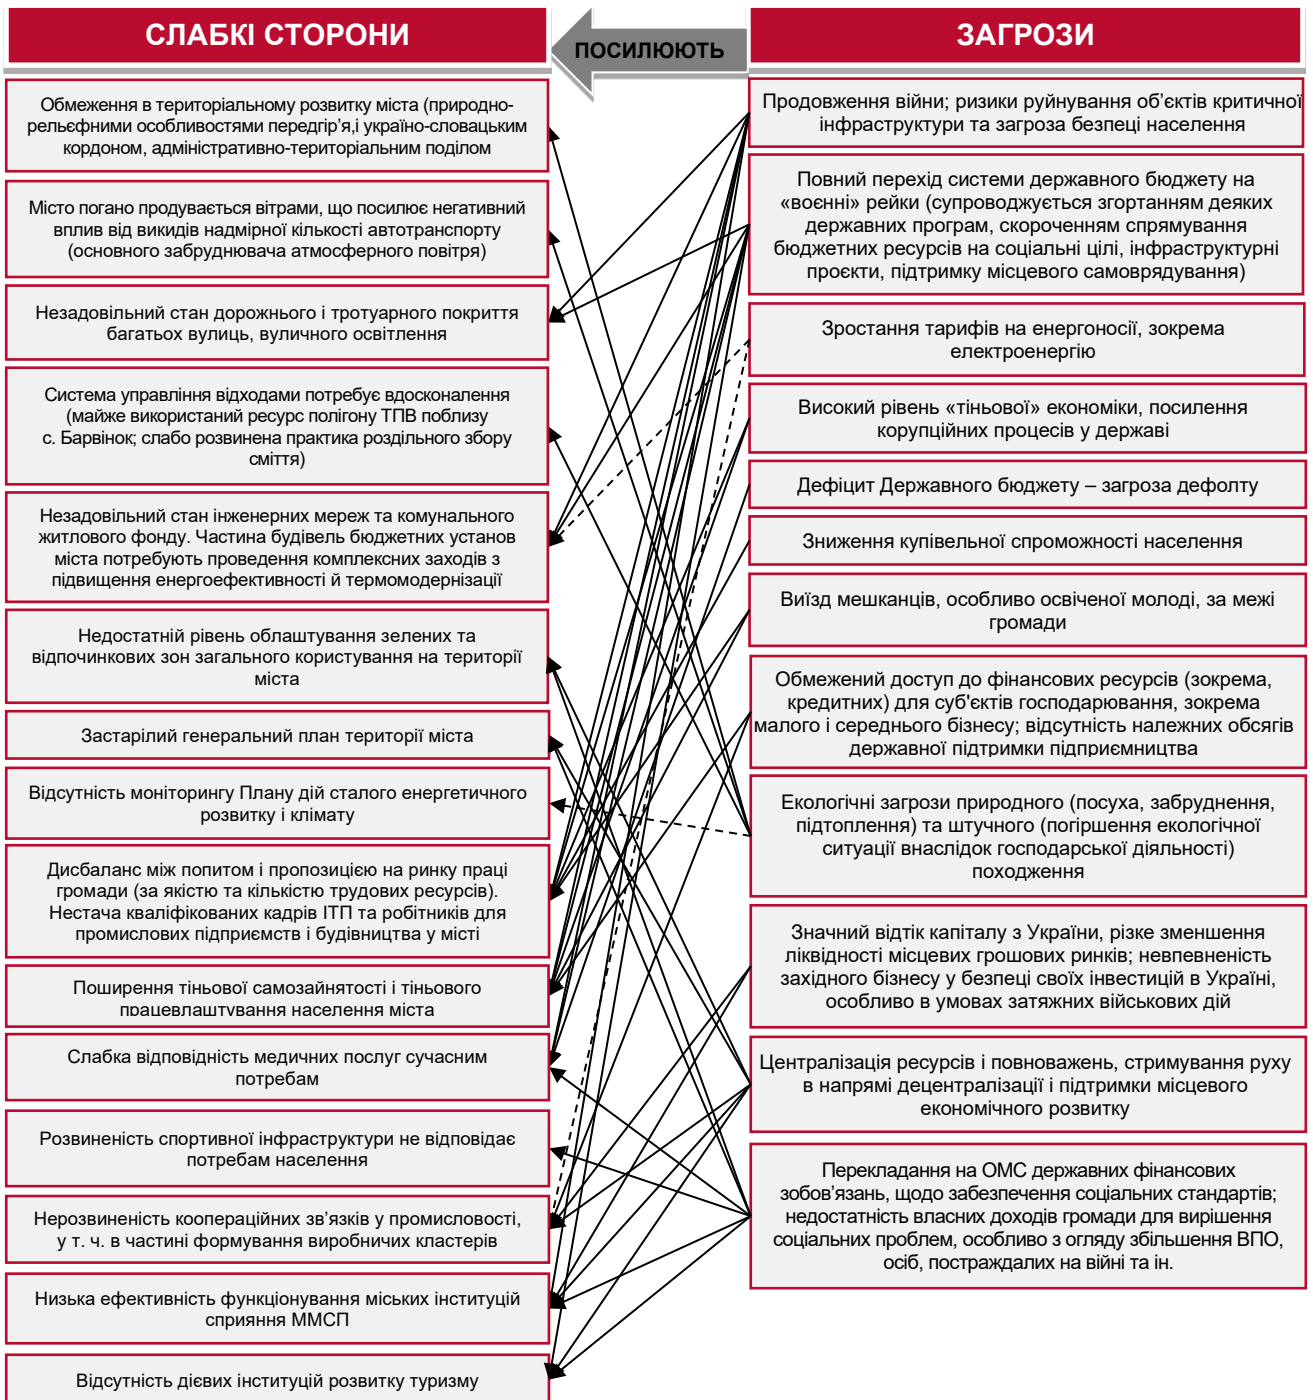 СЛАБКІ СТОРОНИ
ПОСИЛЮЮТЬ
ЗАГРОЗИ
Обмеження в територіальному розвитку міста (природно-
рельєфними особливостями передгір’я,і україно-словацьким
кордоном, адміністративно-територіальним поділом
Місто погано продувається вітрами, що посилює негативний
вплив від викидів надмірної кількості автотранспорту
(основного забруднювача атмосферного повітря)
Незадовільний стан дорожнього і тротуарного покриття
багатьох вулиць, вуличного освітлення
Система управління відходами потребує вдосконалення
(майже використаний ресурс полігону ТПВ поблизу
с. Барвінок; слабо розвинена практика роздільного збору
сміття)
Незадовільний стан інженерних мереж та комунального
житлового фонду. Частина будівель бюджетних установ
міста потребують проведення комплексних заходів з
підвищення енергоефективності й термомодернізації
Недостатній рівень облаштування зелених та
відпочинкових зон загального користування на території
міста
Застарілий генеральний план території міста
Відсутність моніторингу Плану дій сталого енергетичного
розвитку і клімату
Дисбаланс між попитом і пропозицією на ринку праці
громади (за якістю та кількістю трудових ресурсів).
Нестача кваліфікованих кадрів ІТП та робітників для
промислових підприємств і будівництва у місті
Поширення тіньової самозайнятості і тіньового
працевлаштування населення міста
Слабка відповідність медичних послуг сучасним
потребам
Розвиненість спортивної інфраструктури не відповідає
потребам населення
Нерозвиненість коопераційних зв’язків у промисловості,
у т. ч. в частині формування виробничих кластерів
Низька ефективність функціонування міських інституцій
сприяння ММСП
Відсутність дієвих інституцій розвитку туризму
Продовження війни; ризики руйнування об’єктів критичної
інфраструктури та загроза безпеці населення
Повний перехід системи державного бюджету на
«воєнні» рейки (супроводжується згортанням деяких
державних програм, скороченням спрямування
бюджетних ресурсів на соціальні цілі, інфраструктурні
проєкти, підтримку місцевого самоврядування)
Зростання тарифів на енергоносії, зокрема
електроенергію
Високий рівень «тіньової» економіки, посилення
корупційних процесів у державі
Дефіцит Державного бюджету – загроза дефолту
Зниження купівельної спроможності населення
Виїзд мешканців, особливо освіченої молоді, за межі
громади
Обмежений доступ до фінансових ресурсів (зокрема,
кредитних) для суб'єктів господарювання, зокрема
малого і середнього бізнесу; відсутність належних обсягів
державної підтримки підприємництва
Екологічні загрози природного (посуха, забруднення,
підтоплення) та штучного (погіршення екологічної
ситуації внаслідок господарської діяльності)
походження
Значний відтік капіталу з України, різке зменшення
ліквідності місцевих грошових ринків; невпевненість
західного бізнесу у безпеці своїх інвестицій в Україні,
особливо в умовах затяжних військових дій
Централізація ресурсів і повноважень, стримування руху
в напрямі децентралізації і підтримки місцевого
економічного розвитку
Перекладання на ОМС державних фінансових
зобов’язань, щодо забезпечення соціальних стандартів;
недостатність власних доходів громади для вирішення
соціальних проблем, особливо з огляду збільшення ВПО,
осіб, постраждалих на війні та ін.